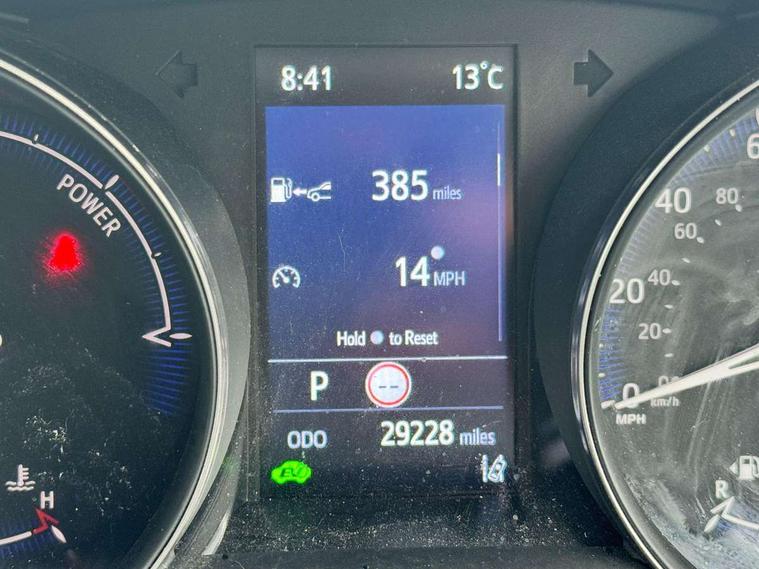 8:41 13°C
POWER
385 miles
14 MPH
Hold to Reset
P --
ODO 29228 miles
EV
H
60
40 80
60
20 40
20
0
MPH km/h
R